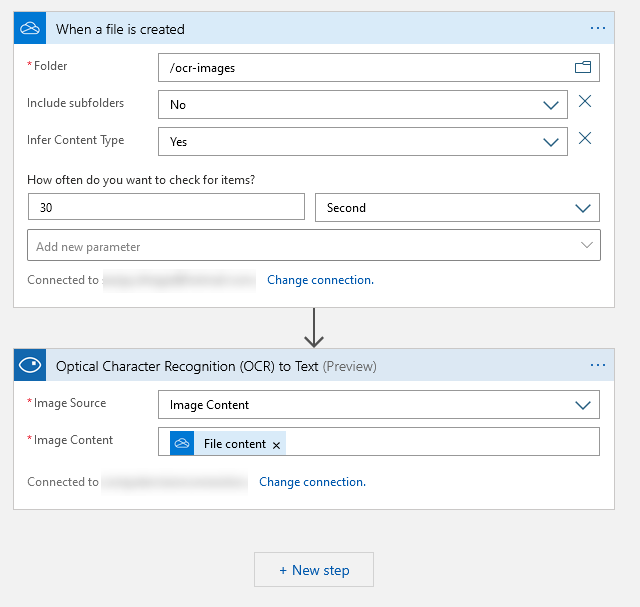 When a file is created
* Folder /ocr-images
Include subfolders No
Infer Content Type Yes
How often do you want to check for items?
30 Second
Add new parameter
Connected to Change connection.
Optical Character Recognition (OCR) to Text (Preview)
* Image Source Image Content
* Image Content File content ×
Connected to Change connection.
+ New step